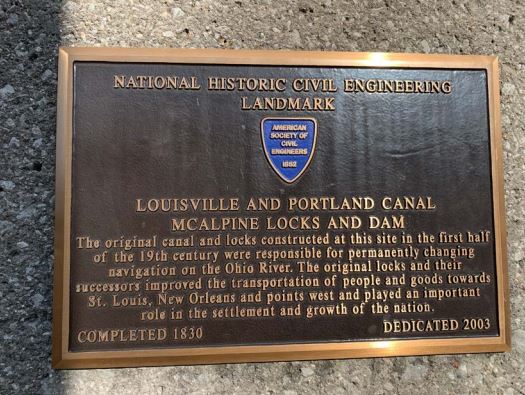 NATIONAL HISTORIC CIVIL ENGINEERING
LANDMARK
AMERICAN
SOCIETY OF
CIVIL
ENGINEERS
1852
LOUISVILLE AND PORTLAND CANAL
MCALPINE LOCKS AND DAM
The original canal and locks constructed at this site in the first half
of the 19th century were responsible for permanently changing
navigation on the Ohio River. The original locks and their
successors improved the transportation of people and goods towards
St. Louis, New Orleans and points west and played an important
role in the settlement and growth of the nation.
COMPLETED 1830 DEDICATED 2003